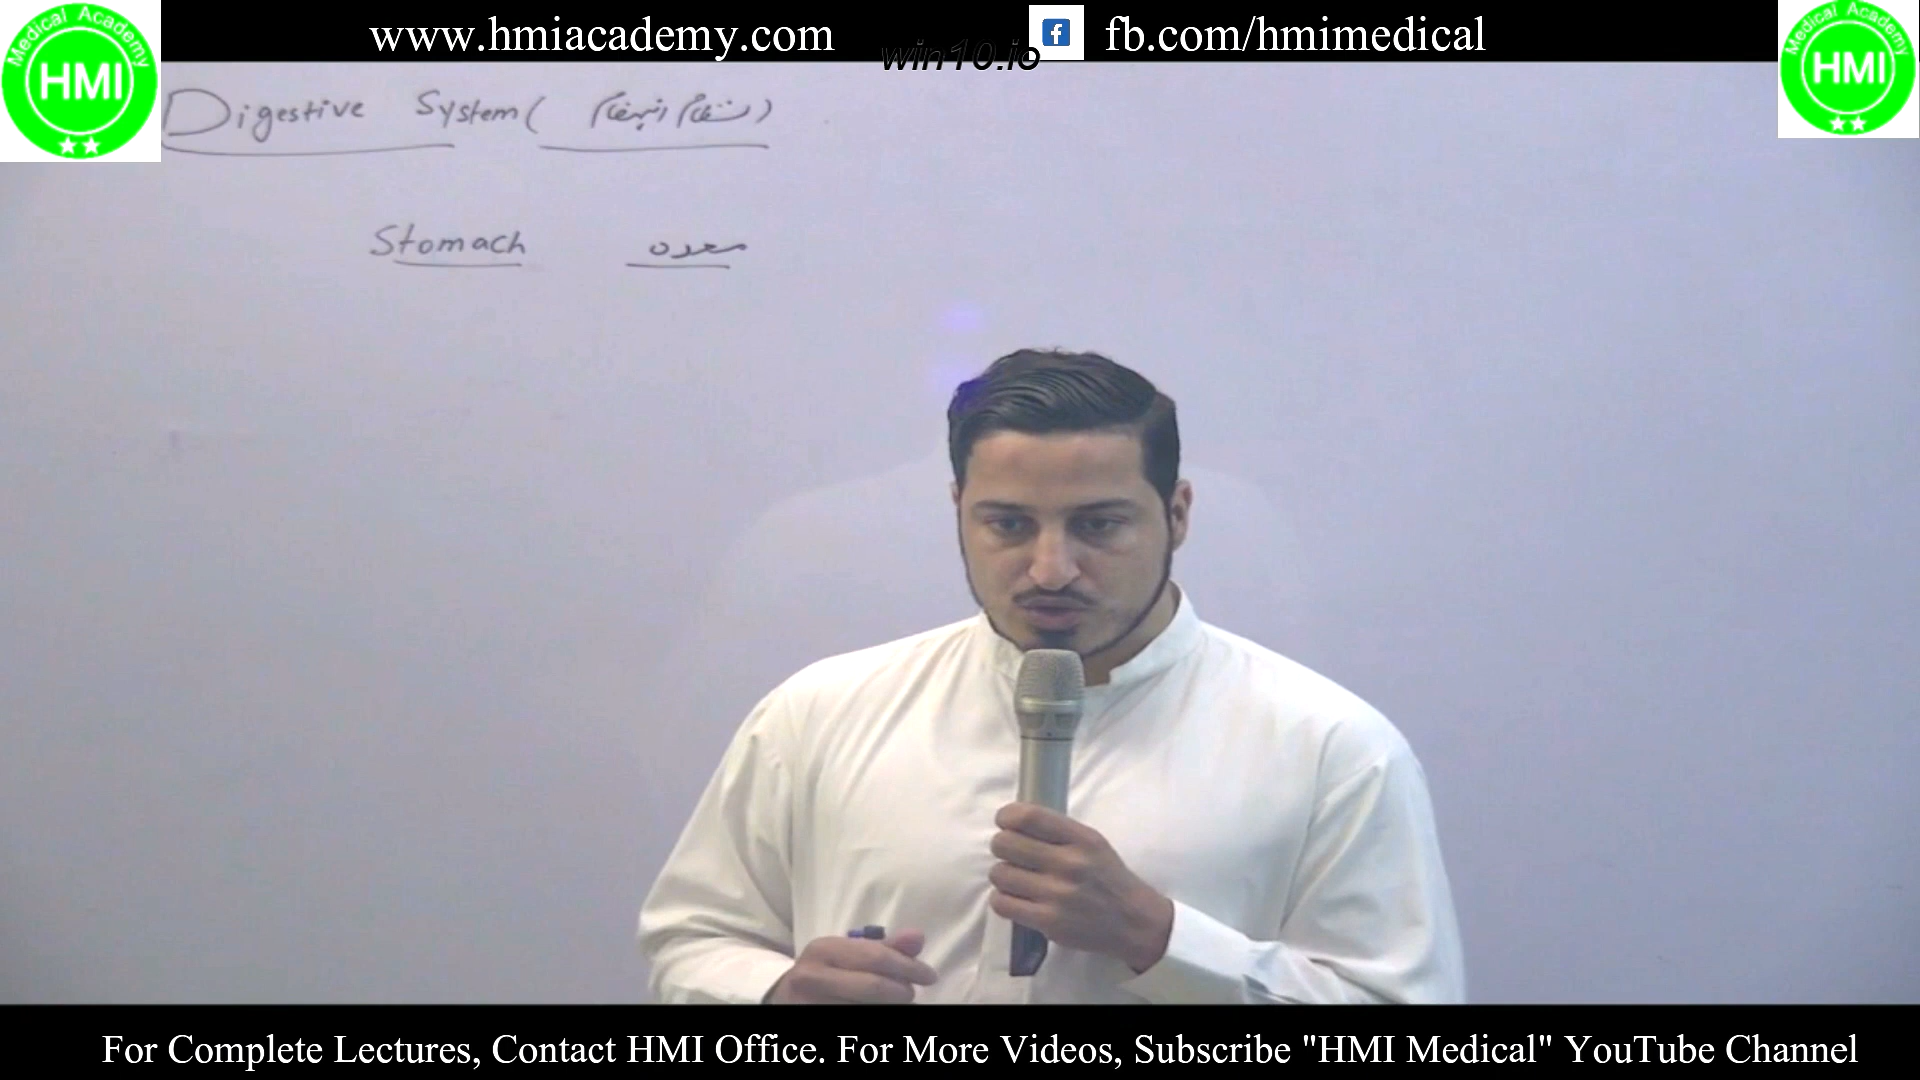 www.hmiacademy.com
fb.com/hmimedical
win10.io
Medical Academy
HMI
Medical Academy
HMI
Digestive System (نظام انہضام)
Stomach معدہ
For Complete Lectures, Contact HMI Office. For More Videos, Subscribe "HMI Medical" YouTube Channel